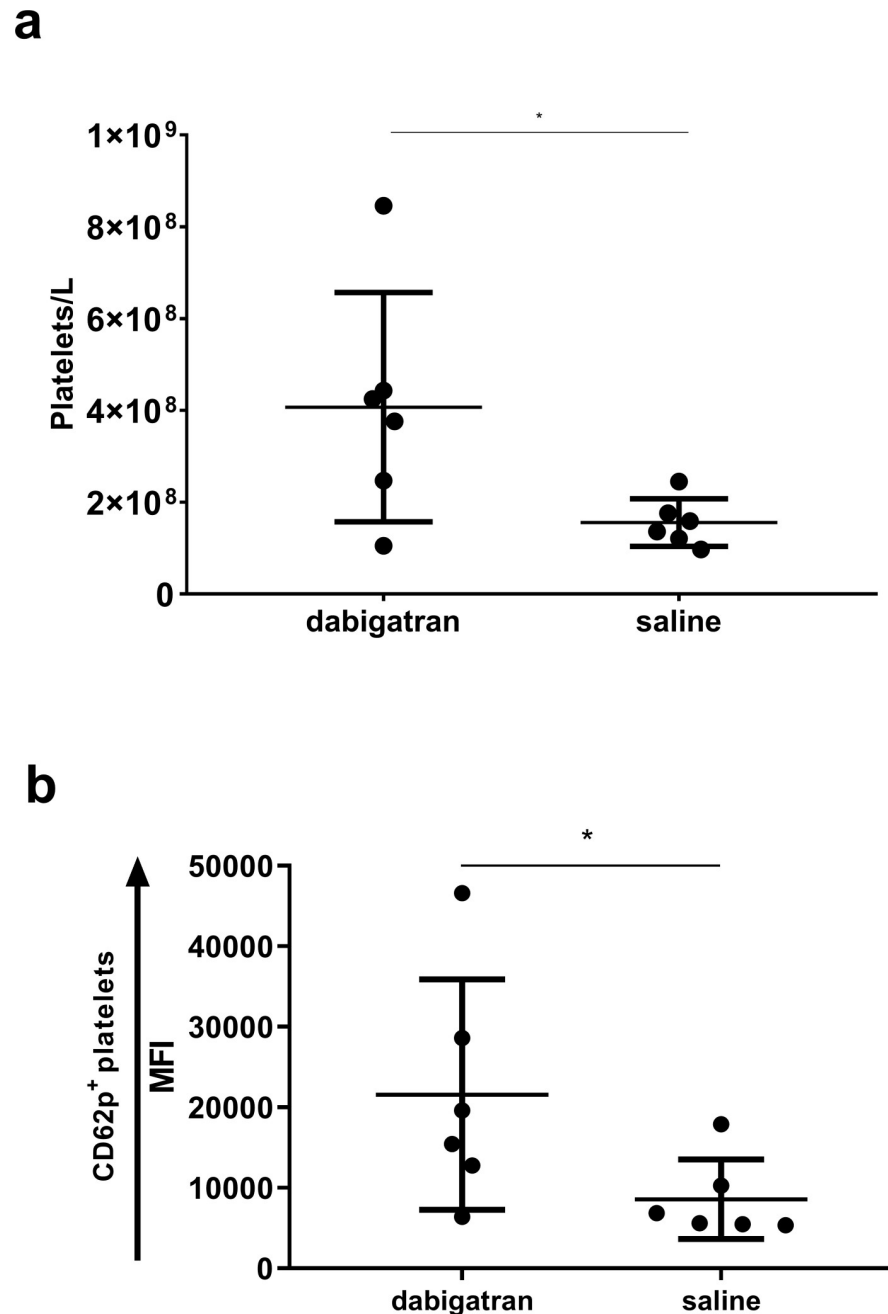 a
*
1×10⁹
8×10⁸
6×10⁸
4×10⁸
2×10⁸
0
Platelets/L
dabigatran saline
b
*
50000
40000
30000
20000
10000
0
CD62p⁺ platelets
MFI
dabigatran saline